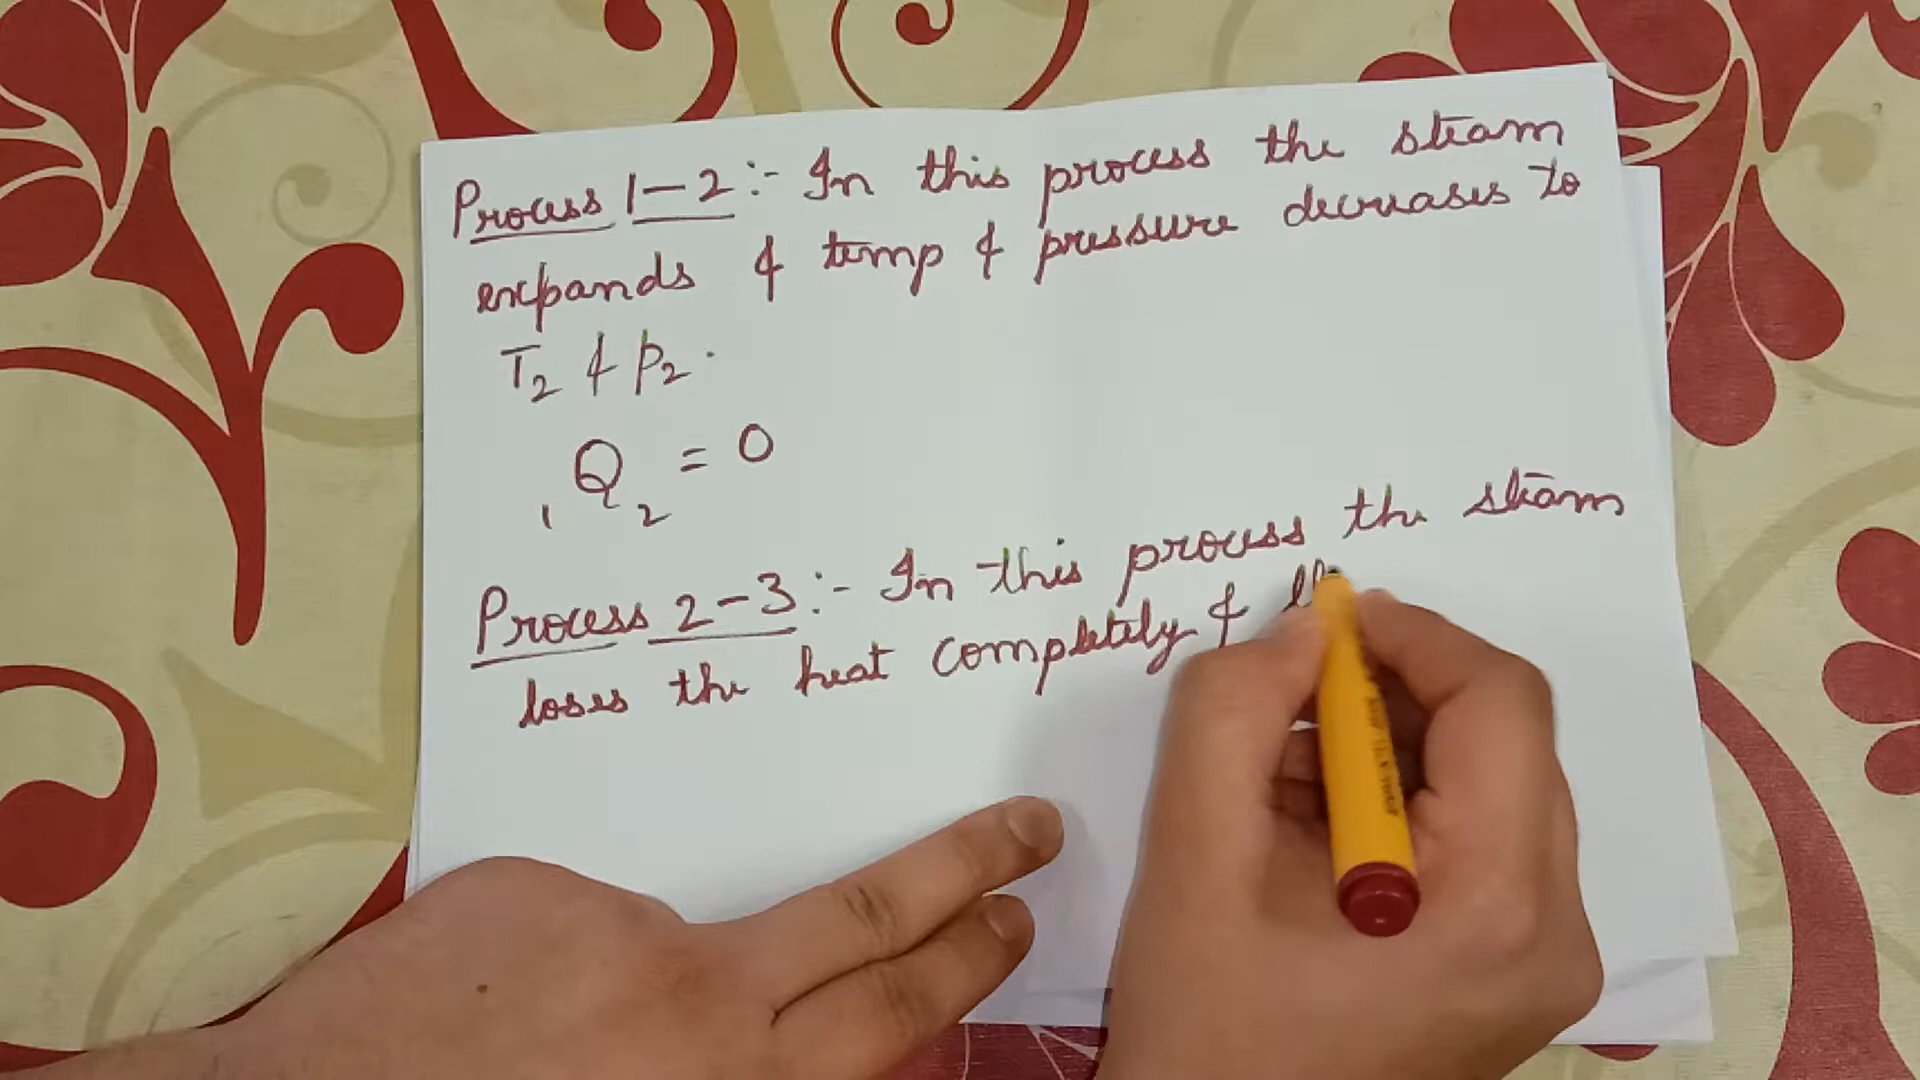 Process 1-2 :- In this process the steam
expands & temp & pressure decreases to
T₂ & P₂.
₁Q₂ = 0
Process 2-3 :- In this process the steam
loses the heat completely &